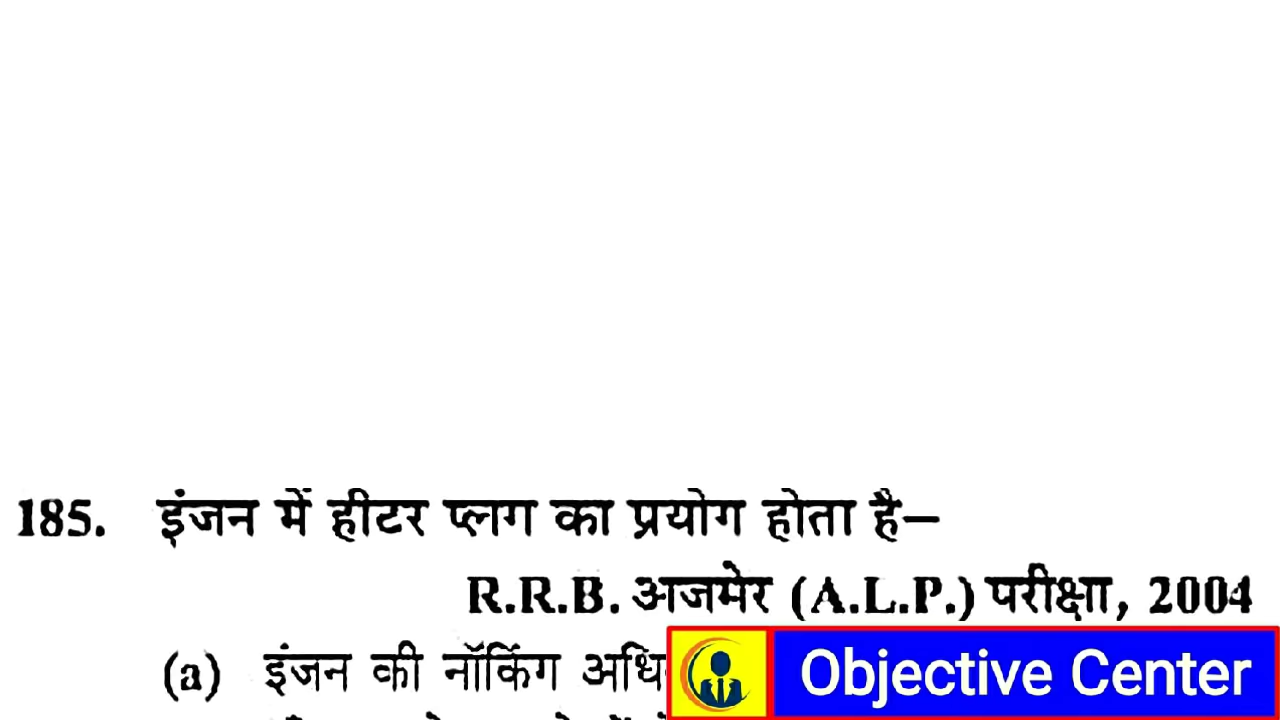 185. इंजन में हीटर प्लग का प्रयोग होता है–
R.R.B. अजमेर (A.L.P.) परीक्षा, 2004
(a) इंजन की नॉकिंग
Objective Center